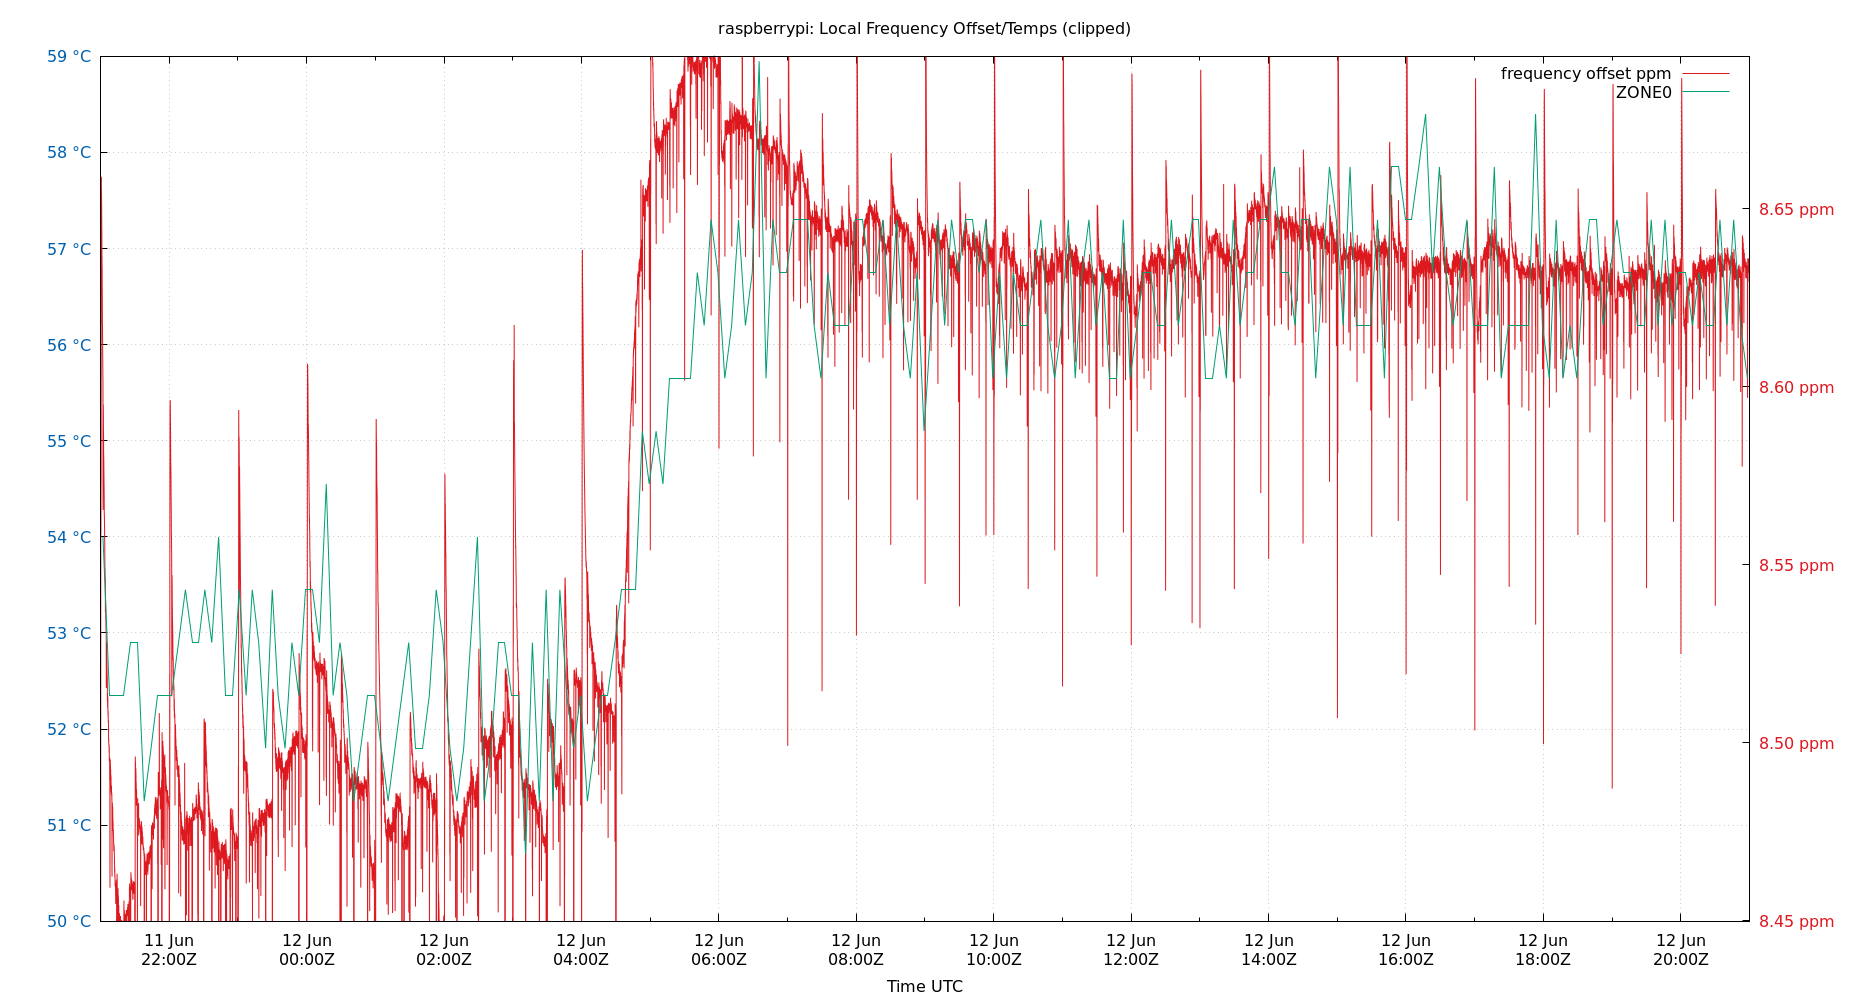 raspberrypi: Local Frequency Offset/Temps (clipped)
59 °C
58 °C
57 °C
56 °C
55 °C
54 °C
53 °C
52 °C
51 °C
50 °C
frequency offset ppm
ZONE0
8.65 ppm
8.60 ppm
8.55 ppm
8.50 ppm
8.45 ppm
11 Jun
22:00Z
12 Jun
00:00Z
12 Jun
02:00Z
12 Jun
04:00Z
12 Jun
06:00Z
12 Jun
08:00Z
12 Jun
10:00Z
12 Jun
12:00Z
12 Jun
14:00Z
12 Jun
16:00Z
12 Jun
18:00Z
12 Jun
20:00Z
Time UTC